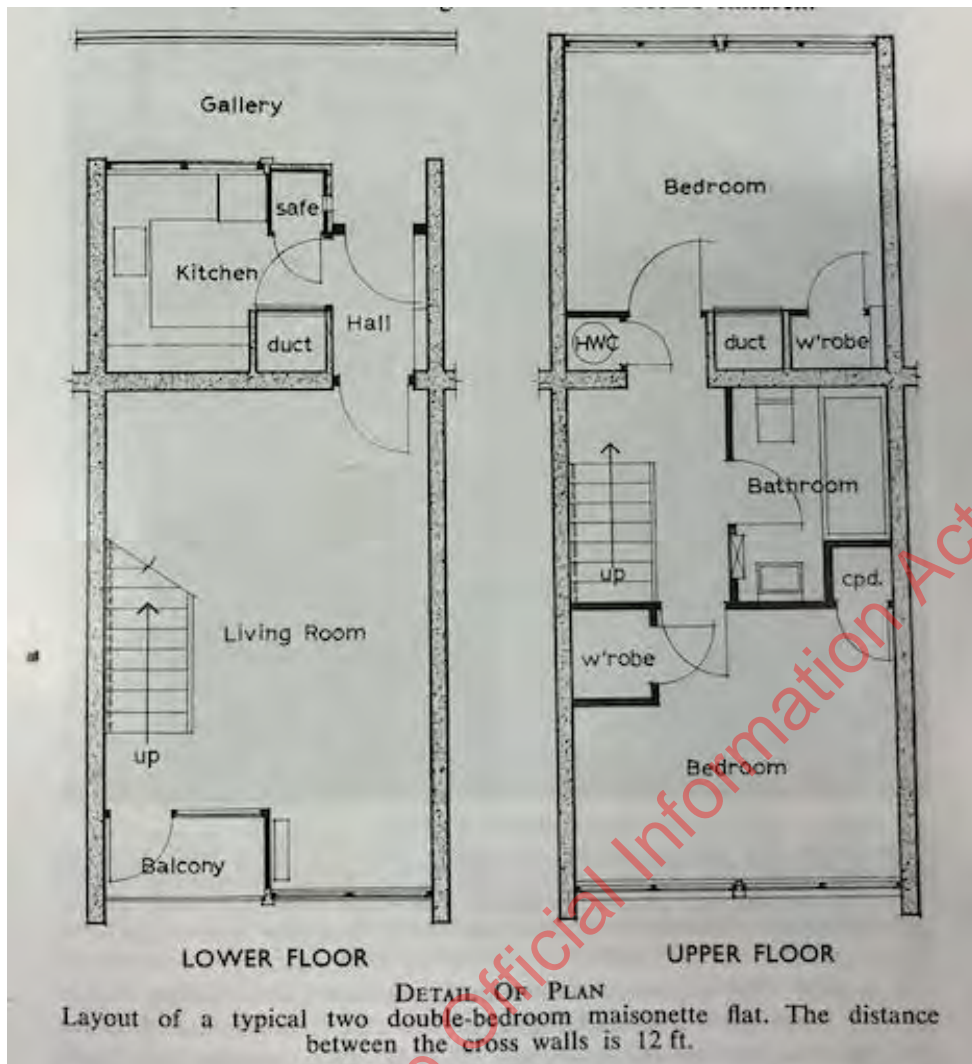 Gallery
safe
Kitchen
Hall
duct
Living Room
up
Balcony
LOWER FLOOR
Bedroom
HWC
duct
w'robe
Bathroom
up
cpd.
w'robe
Bedroom
UPPER FLOOR
Official Information Act
DETAIL OF PLAN
Layout of a typical two double-bedroom maisonette flat. The distance
between the cross walls is 12 ft.